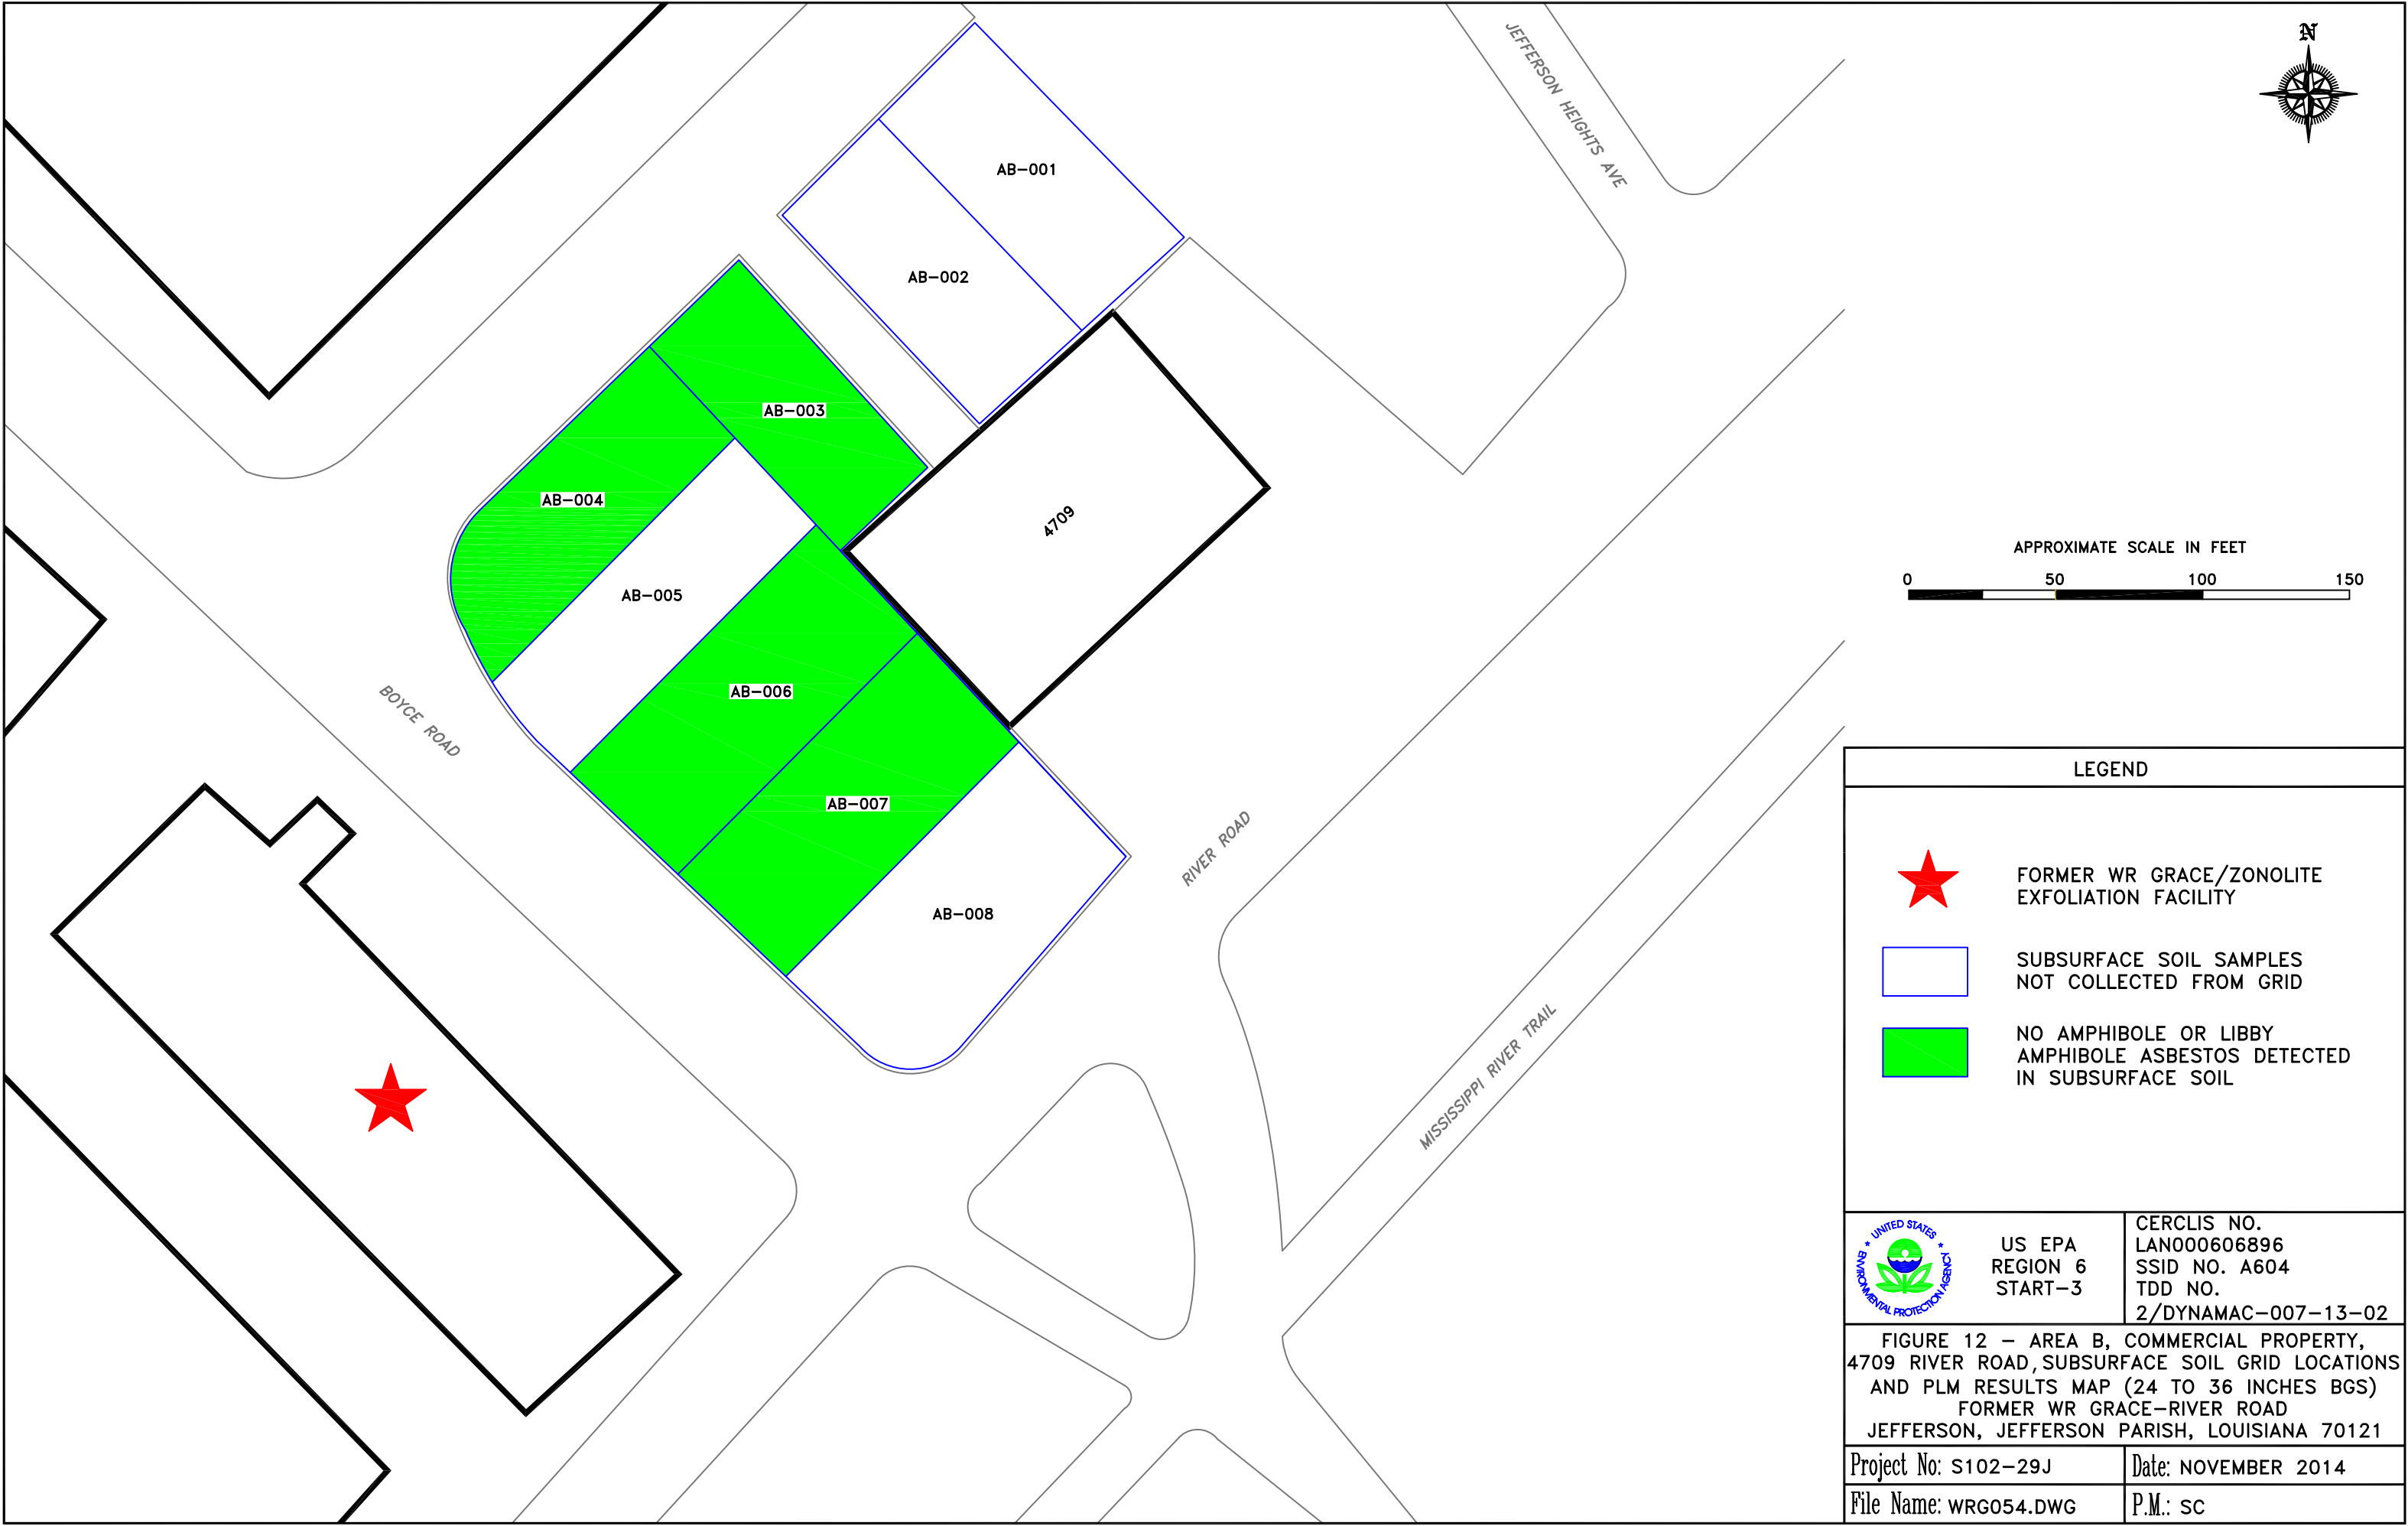 JEFFERSON HEIGHTS AVE
N
AB-001
AB-002
AB-003
AB-004
4709
AB-005
AB-006
AB-007
AB-008
BOYCE ROAD
RIVER ROAD
MISSISSIPPI RIVER TRAIL
APPROXIMATE SCALE IN FEET
0 50 100 150
LEGEND
FORMER WR GRACE/ZONOLITE
EXFOLIATION FACILITY
SUBSURFACE SOIL SAMPLES
NOT COLLECTED FROM GRID
NO AMPHIBOLE OR LIBBY
AMPHIBOLE ASBESTOS DETECTED
IN SUBSURFACE SOIL
UNITED STATES
ENVIRONMENTAL PROTECTION AGENCY
US EPA
REGION 6
START-3
CERCLIS NO.
LAN000606896
SSID NO. A604
TDD NO.
2/DYNAMAC-007-13-02
FIGURE 12 - AREA B, COMMERCIAL PROPERTY,
4709 RIVER ROAD, SUBSURFACE SOIL GRID LOCATIONS
AND PLM RESULTS MAP (24 TO 36 INCHES BGS)
FORMER WR GRACE-RIVER ROAD
JEFFERSON, JEFFERSON PARISH, LOUISIANA 70121
Project No: S102-29J
Date: NOVEMBER 2014
File Name: WRG054.DWG
P.M.: SC